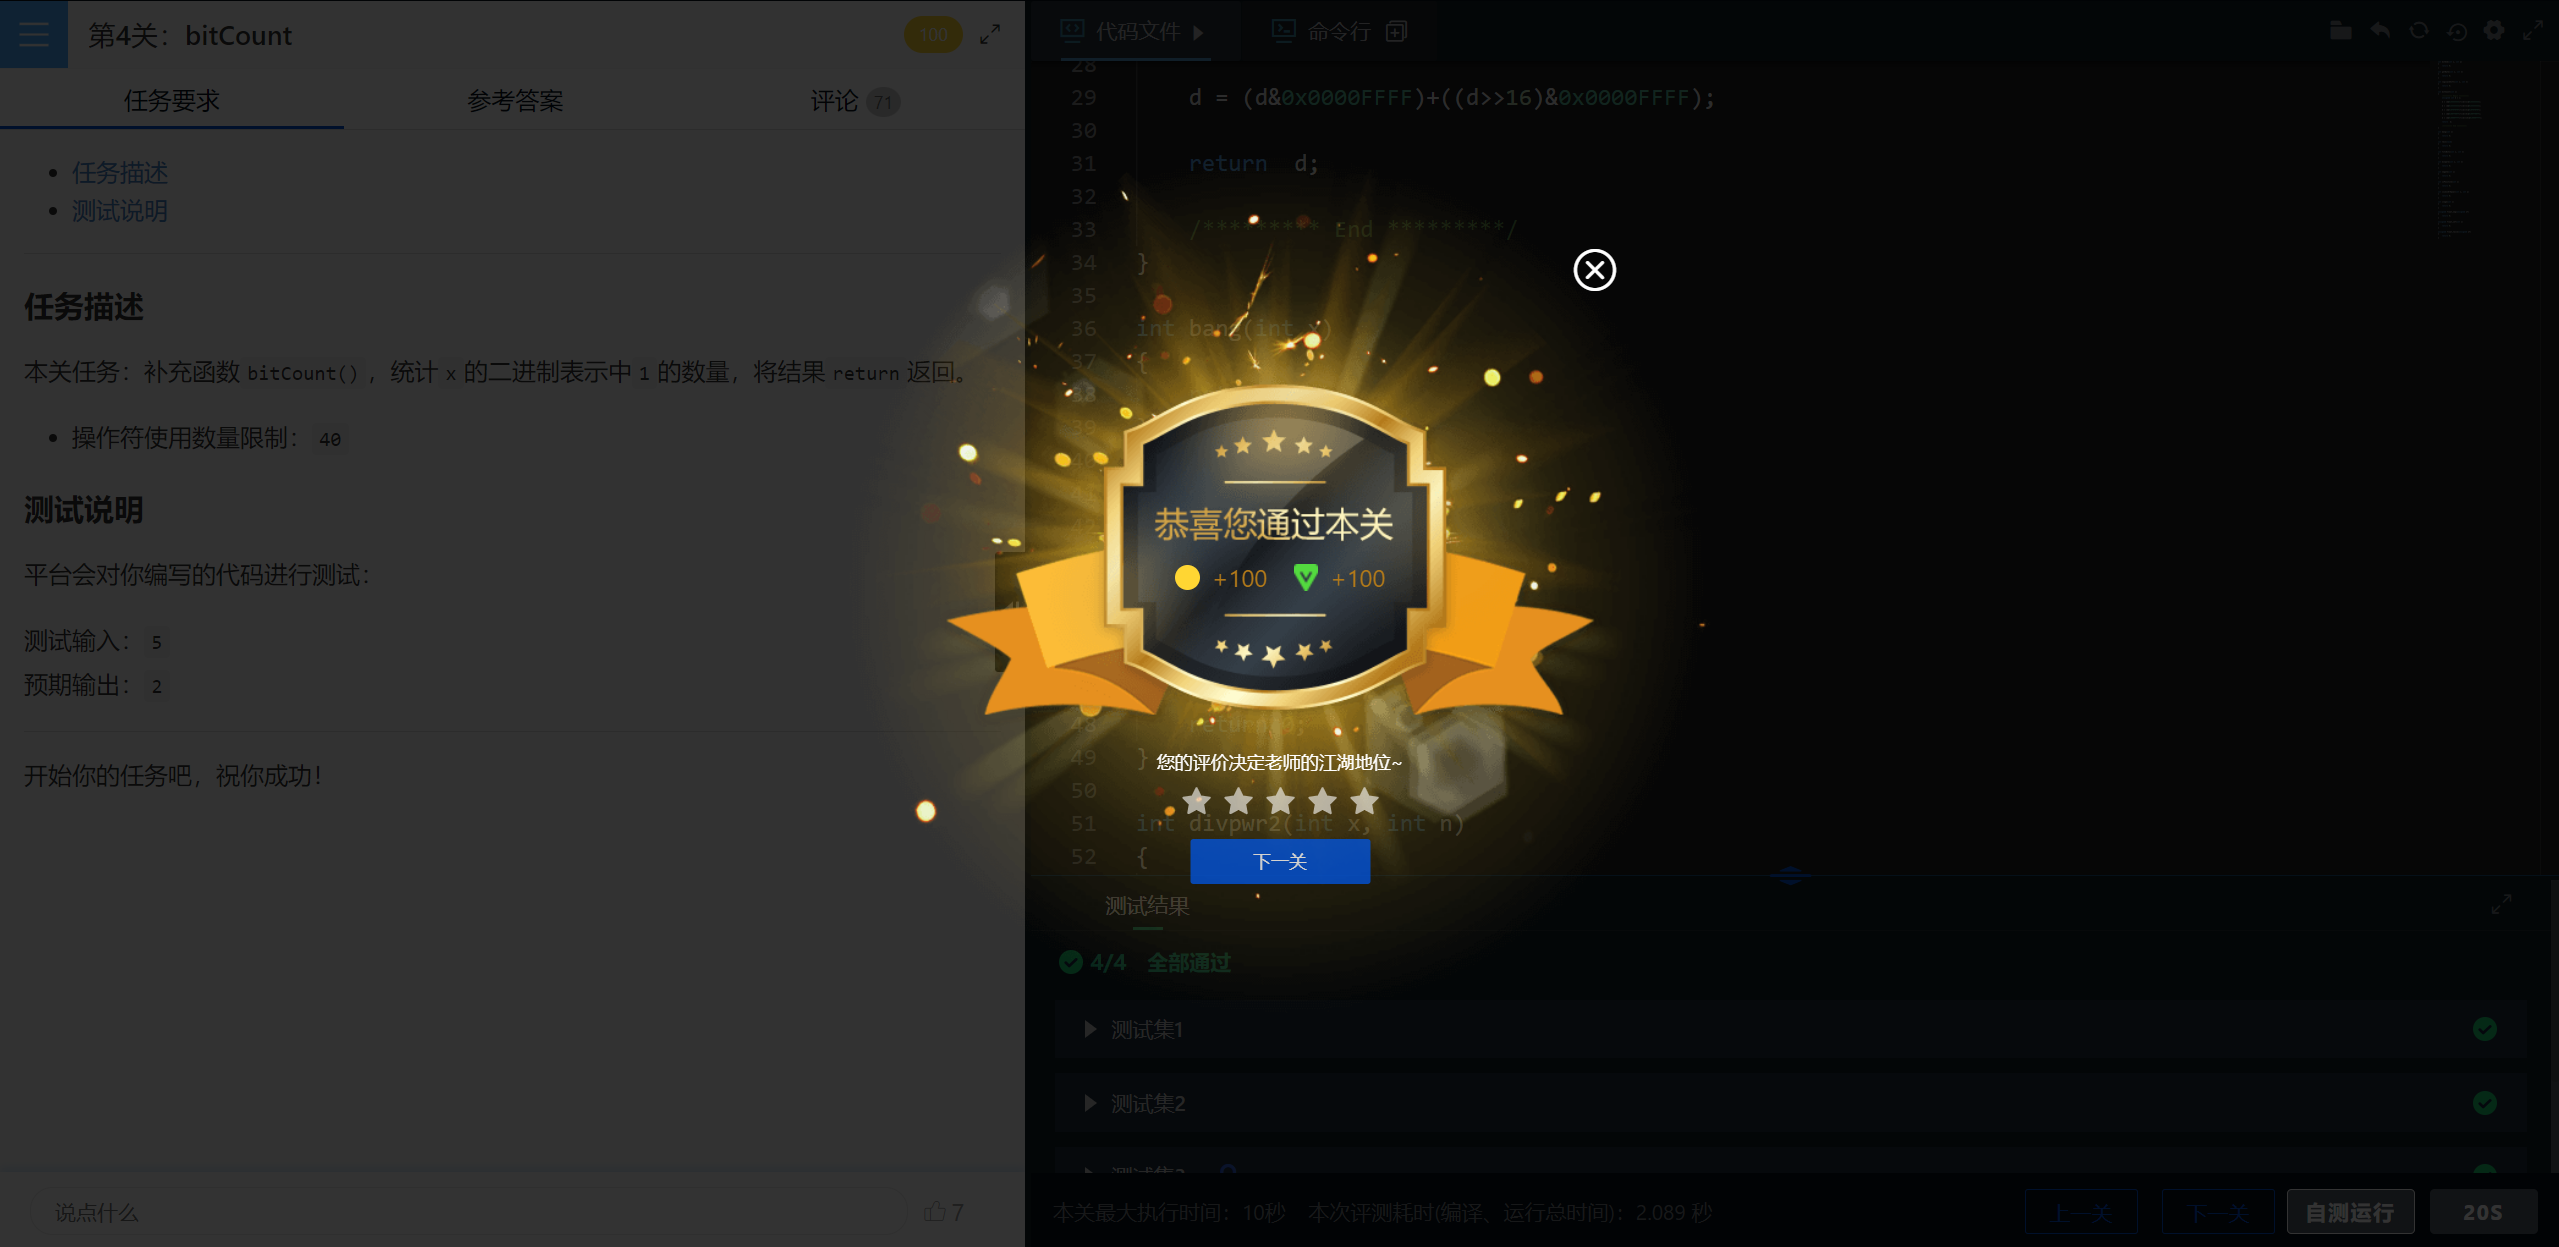 第4关：bitCount
100
任务要求
参考答案
评论 71
任务描述
测试说明
任务描述
本关任务：补充函数 bitCount()，统计 x 的二进制表示中 1 的数量，将结果 return 返回。
操作符使用数量限制： 40
测试说明
平台会对你编写的代码进行测试：
测试输入： 5
预期输出： 2
开始你的任务吧，祝你成功！
说点什么
7
代码文件
命令行
28
29 d = (d&0x0000FFFF)+((d>>16)&0x0000FFFF);
30
31 return  d;
32
33 /********* End *********/
34 }
35
36 int bang(int x)
37 {
38
39
恭喜您通过本关
+100 +100
48 return 0;
49 }
您的评价决定老师的江湖地位~
50
51 int divpwr2(int x, int n)
52 {
下一关
测试结果
4/4 全部通过
测试集1
测试集2
测试集3
本关最大执行时间：10秒 本次评测耗时(编译、运行总时间)：2.089 秒
上一关
下一关
自测运行
20S